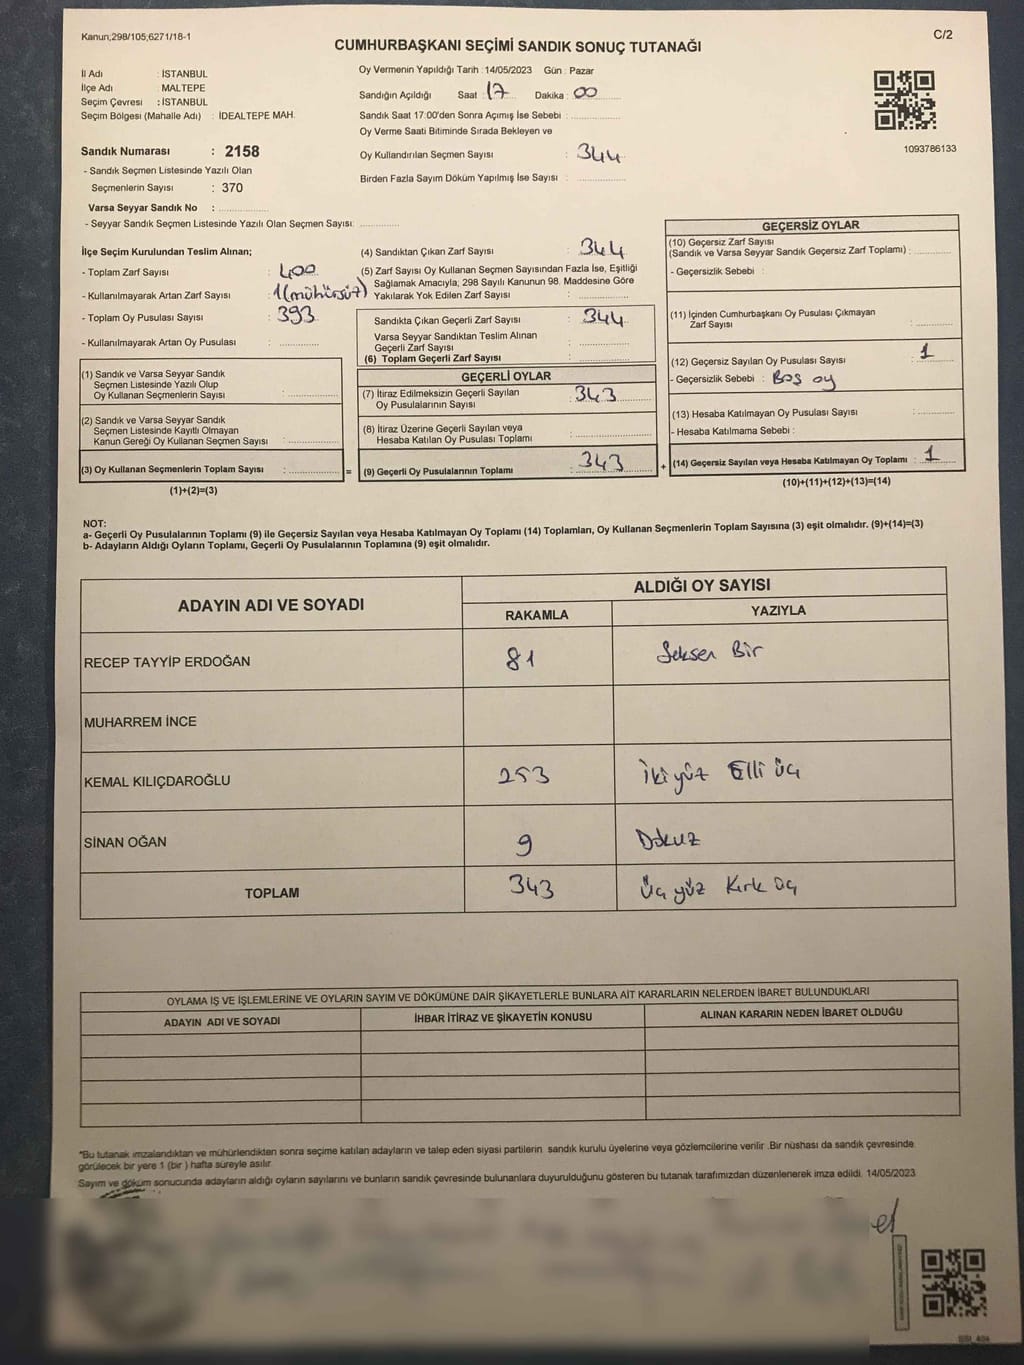 Kanun;298/105;6271/18-1
C/2
CUMHURBAŞKANI SEÇİMİ SANDIK SONUÇ TUTANAĞI
İl Adı : İSTANBUL
İlçe Adı : MALTEPE
Seçim Çevresi : İSTANBUL
Seçim Bölgesi (Mahalle Adı) : İDEALTEPE MAH.
Sandık Numarası : 2158
- Sandık Seçmen Listesinde Yazılı Olan
Seçmenlerin Sayısı : 370
Varsa Seyyar Sandık No :
- Seyyar Sandık Seçmen Listesinde Yazılı Olan Seçmen Sayısı:
Oy Vermenin Yapıldığı Tarih : 14/05/2023 Gün : Pazar
Sandığın Açıldığı Saat : 17 Dakika : 00
Sandık Saat 17:00'den Sonra Açımış İse Sebebi :
Oy Verme Saati Bitiminde Sırada Bekleyen ve
Oy Kullandırılan Seçmen Sayısı : 344
Birden Fazla Sayım Döküm Yapılmış İse Sayısı :
1093786133
İlçe Seçim Kurulundan Teslim Alınan;
- Toplam Zarf Sayısı : 400
- Kullanılmayarak Artan Zarf Sayısı : 1(mühürsüz)
- Toplam Oy Pusulası Sayısı : 393
- Kullanılmayarak Artan Oy Pusulası :
(1) Sandık ve Varsa Seyyar Sandık
Seçmen Listesinde Yazılı Olup
Oy Kullanan Seçmenlerin Sayısı :
(2) Sandık ve Varsa Seyyar Sandık
Seçmen Listesinde Kayıtlı Olmayan
Kanun Gereği Oy Kullanan Seçmen Sayısı :
(3) Oy Kullanan Seçmenlerin Toplam Sayısı :
(1)+(2)=(3)
(4) Sandıktan Çıkan Zarf Sayısı : 344
(5) Zarf Sayısı Oy Kullanan Seçmen Sayısından Fazla İse, Eşitliği
Sağlamak Amacıyla; 298 Sayılı Kanunun 98. Maddesine Göre
Yakılarak Yok Edilen Zarf Sayısı :
Sandıkta Çıkan Geçerli Zarf Sayısı : 344
Varsa Seyyar Sandıktan Teslim Alınan
Geçerli Zarf Sayısı :
(6) Toplam Geçerli Zarf Sayısı :
GEÇERLİ OYLAR
(7) İtiraz Edilmeksizin Geçerli Sayılan
Oy Pusulalarının Sayısı : 343
(8) İtiraz Üzerine Geçerli Sayılan veya
Hesaba Katılan Oy Pusulası Toplamı :
= (9) Geçerli Oy Pusulalarının Toplamı : 343
GEÇERSİZ OYLAR
(10) Geçersiz Zarf Sayısı
(Sandık ve Varsa Seyyar Sandık Geçersiz Zarf Toplamı) :
- Geçersizlik Sebebi :
(11) İçinden Cumhurbaşkanı Oy Pusulası Çıkmayan
Zarf Sayısı :
(12) Geçersiz Sayılan Oy Pusulası Sayısı : 1
- Geçersizlik Sebebi : Boş oy
(13) Hesaba Katılmayan Oy Pusulası Sayısı :
- Hesaba Katılmama Sebebi :
+ (14) Geçersiz Sayılan veya Hesaba Katılmayan Oy Toplamı : 1
(10)+(11)+(12)+(13)=(14)
NOT:
a- Geçerli Oy Pusulalarının Toplamı (9) ile Geçersiz Sayılan veya Hesaba Katılmayan Oy Toplamı (14) Toplamları, Oy Kullanan Seçmenlerin Toplam Sayısına (3) eşit olmalıdır. (9)+(14)=(3)
b- Adayların Aldığı Oyların Toplamı, Geçerli Oy Pusulalarının Toplamına (9) eşit olmalıdır.
ADAYIN ADI VE SOYADI
ALDIĞI OY SAYISI
RAKAMLA YAZIYLA
RECEP TAYYİP ERDOĞAN 81 Seksen Bir
MUHARREM İNCE
KEMAL KILIÇDAROĞLU 253 İki yüz Elli üç
SİNAN OĞAN 9 Dokuz
TOPLAM 343 Üç yüz Kırk üç
OYLAMA İŞ VE İŞLEMLERİNE VE OYLARIN SAYIM VE DÖKÜMÜNE DAİR ŞİKAYETLERLE BUNLARA AİT KARARLARIN NELERDEN İBARET BULUNDUKLARI
ADAYIN ADI VE SOYADI İHBAR İTİRAZ VE ŞİKAYETİN KONUSU ALINAN KARARIN NEDEN İBARET OLDUĞU
*Bu tutanak imzalandıktan ve mühürlendikten sonra seçime katılan adayların ve talep eden siyasi partilerin sandık kurulu üyelerine veya gözlemcilerine verilir .Bir nüshası da sandık çevresinde
görülecek bir yere 1 (bir ) hafta süreyle asılır.
Sayım ve döküm sonucunda adayların aldığı oyların sayılarını ve bunların sandık çevresinde bulunanlara duyurulduğunu gösteren bu tutanak tarafımızdan düzenlenerek imza edildi. 14/05/2023